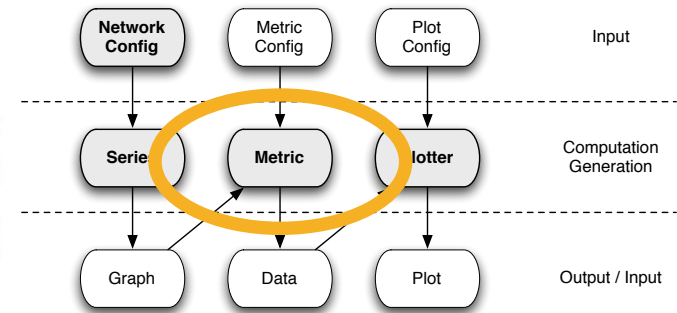 Network
Config
Metric
Config
Plot
Config
Input
Serie
Metric
lotter
Computation
Generation
Graph
Data
Plot
Output / Input